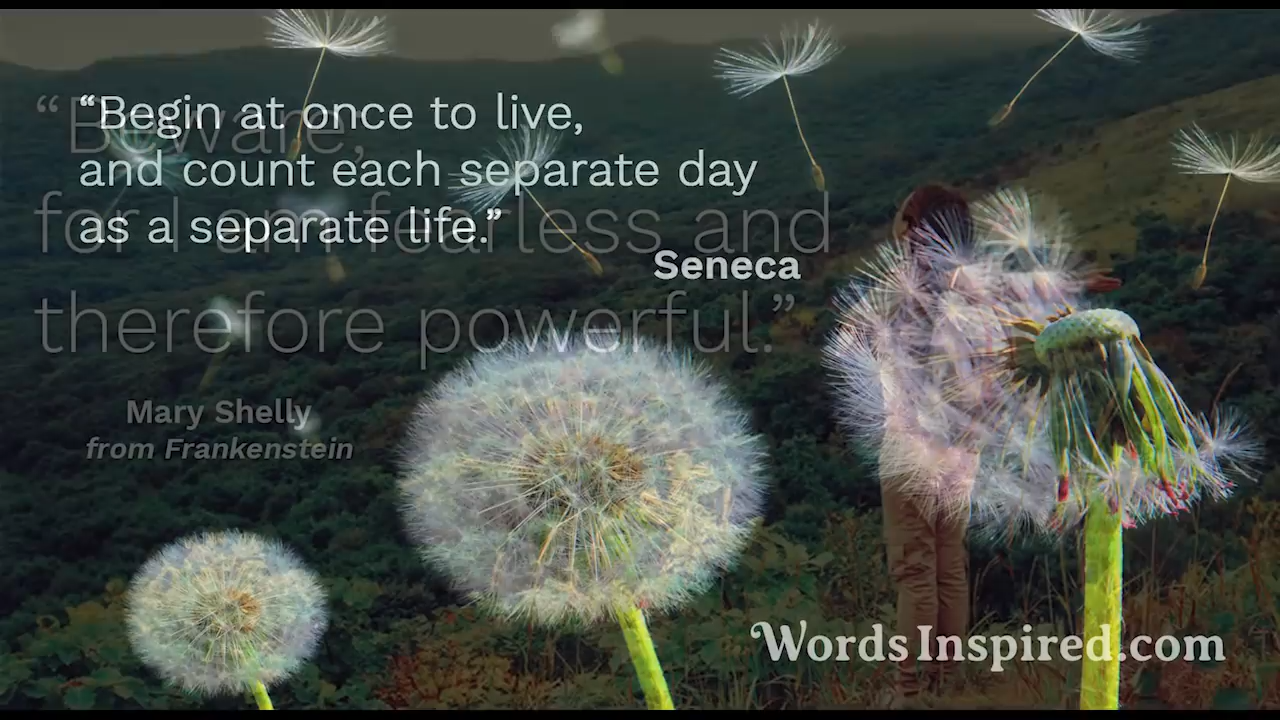 “Begin at once to live,
and count each separate day
as a separate life.”
Seneca
“Beware;
for I am fearless and
therefore powerful.”
Mary Shelly
from Frankenstein
WordsInspired.com